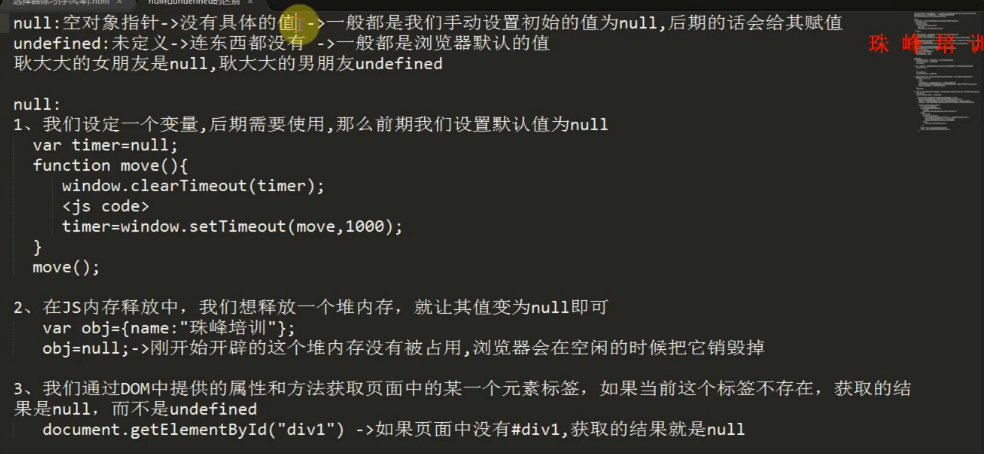 null和undefined的区别
null:空对象指针->没有具体的值 ->一般都是我们手动设置初始的值为null,后期的话会给其赋值
undefined:未定义->连东西都没有 ->一般都是浏览器默认的值
珠峰培训
耿大大的女朋友是null,耿大大的男朋友undefined
null:
1、我们设定一个变量,后期需要使用,那么前期我们设置默认值为null
var timer=null;
function move(){
window.clearTimeout(timer);
<js code>
timer=window.setTimeout(move,1000);
}
move();
2、在JS内存释放中，我们想释放一个堆内存，就让其值变为null即可
var obj={name:"珠峰培训"};
obj=null;->刚开始开辟的这个堆内存没有被占用,浏览器会在空闲的时候把它销毁掉
3、我们通过DOM中提供的属性和方法获取页面中的某一个元素标签，如果当前这个标签不存在，获取的结
果是null，而不是undefined
document.getElementById("div1") ->如果页面中没有#div1,获取的结果就是null